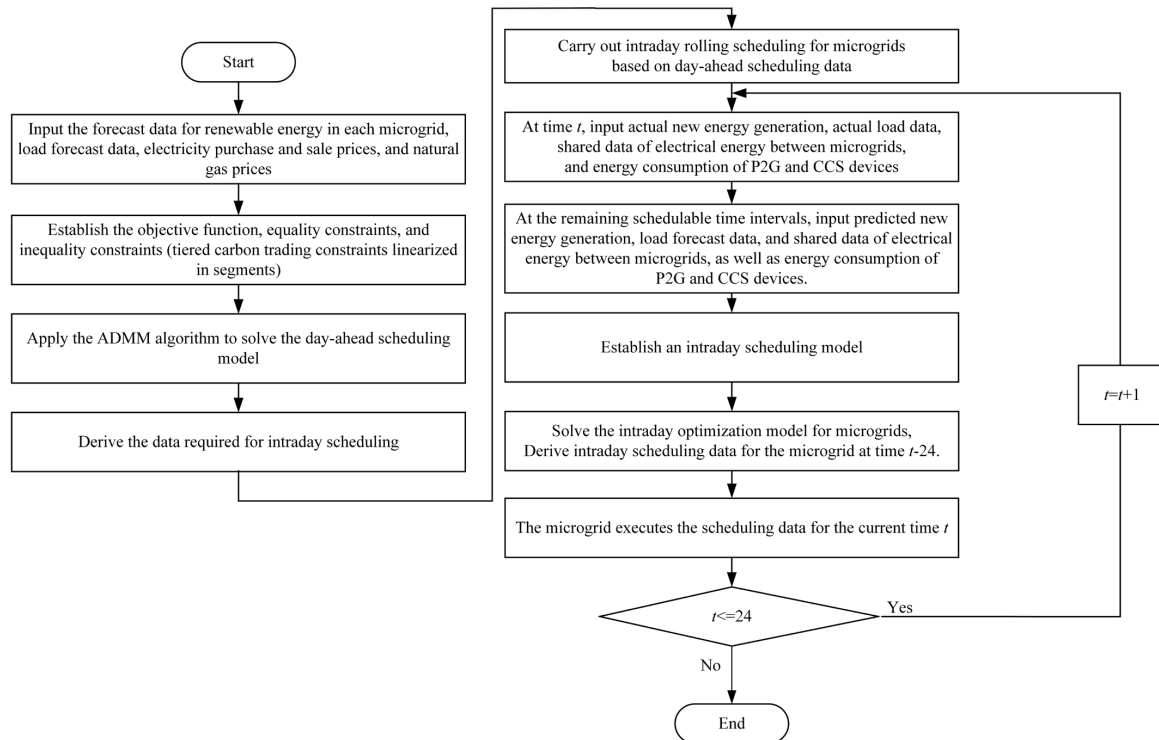 Start
Input the forecast data for renewable energy in each microgrid,
load forecast data, electricity purchase and sale prices, and natural
gas prices
Establish the objective function, equality constraints, and
inequality constraints (tiered carbon trading constraints linearized
in segments)
Apply the ADMM algorithm to solve the day-ahead scheduling
model
Derive the data required for intraday scheduling
Carry out intraday rolling scheduling for microgrids
based on day-ahead scheduling data
At time t, input actual new energy generation, actual load data,
shared data of electrical energy between microgrids,
and energy consumption of P2G and CCS devices
At the remaining schedulable time intervals, input predicted new
energy generation, load forecast data, and shared data of electrical
energy between microgrids, as well as energy consumption of
P2G and CCS devices.
Establish an intraday scheduling model
Solve the intraday optimization model for microgrids,
Derive intraday scheduling data for the microgrid at time t-24.
The microgrid executes the scheduling data for the current time t
t<=24
Yes
t=t+1
No
End